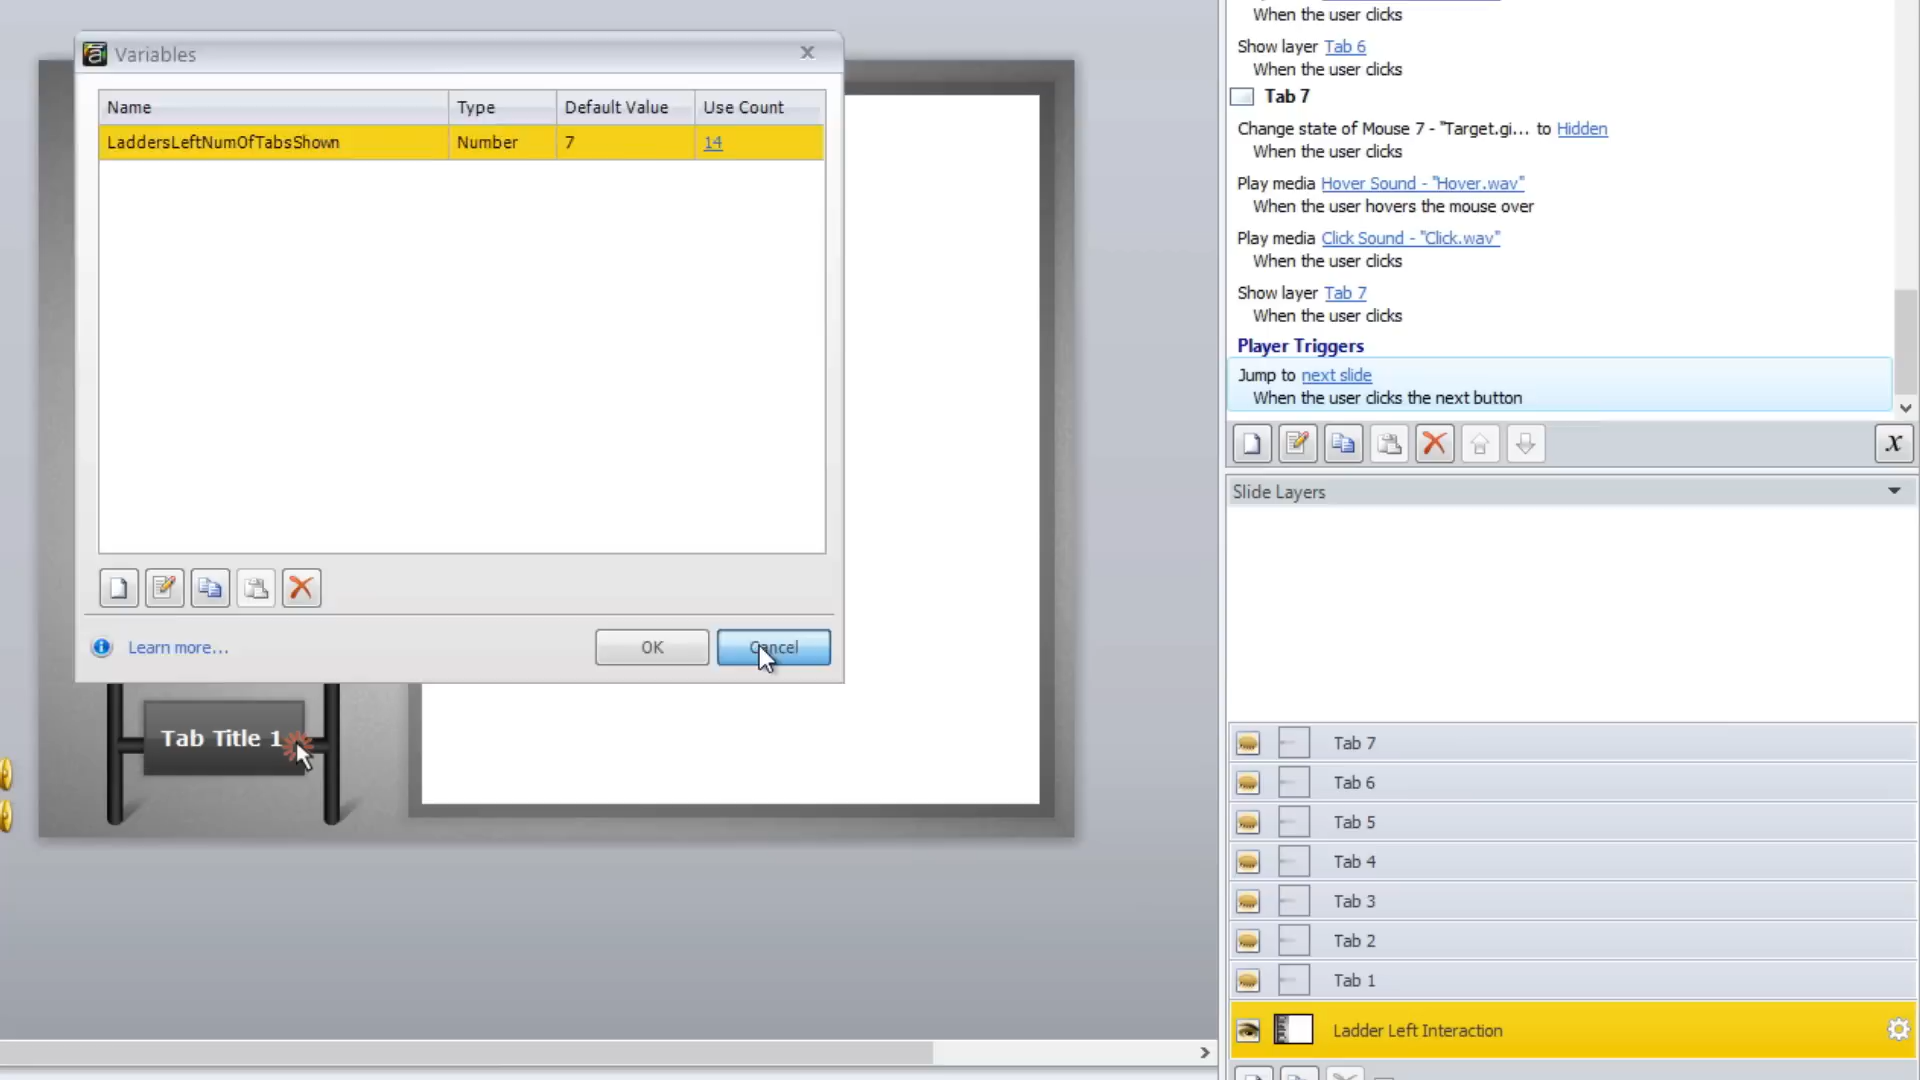 Variables
Name Type Default Value Use Count
LaddersLeftNumOfTabsShown Number 7 14
Learn more...
OK Cancel
Tab Title 1
When the user clicks
Show layer Tab 6
When the user clicks
Tab 7
Change state of Mouse 7 - "Target.gi... to Hidden
When the user clicks
Play media Hover Sound - "Hover.wav"
When the user hovers the mouse over
Play media Click Sound - "Click.wav"
When the user clicks
Show layer Tab 7
When the user clicks
Player Triggers
Jump to next slide
When the user clicks the next button
x
Slide Layers
Tab 7
Tab 6
Tab 5
Tab 4
Tab 3
Tab 2
Tab 1
Ladder Left Interaction